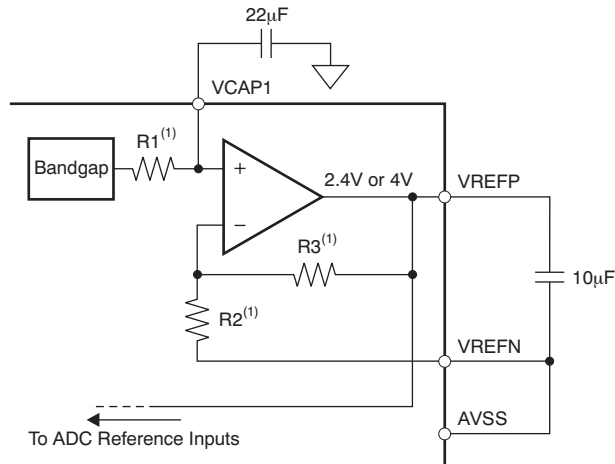 22μF
VCAP1
R1(1)
Bandgap
+
2.4V or 4V
VREFP
−
R3(1)
10μF
R2(1)
VREFN
AVSS
To ADC Reference Inputs